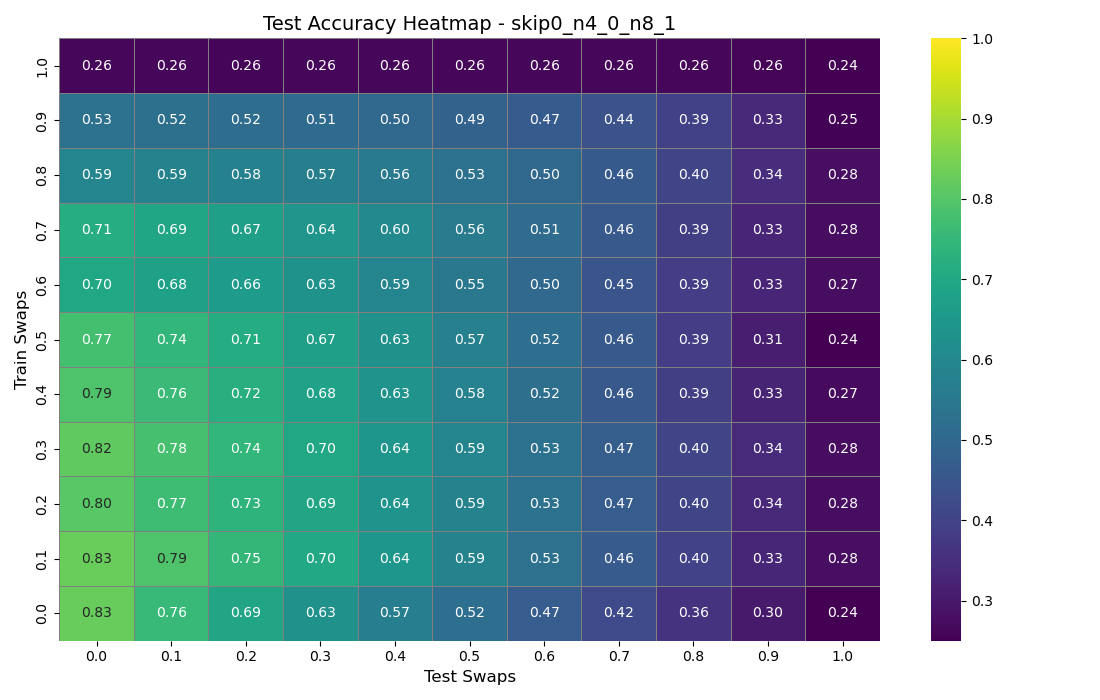 Test Accuracy Heatmap - skip0_n4_0_n8_1
1.0 0.26 0.26 0.26 0.26 0.26 0.26 0.26 0.26 0.26 0.26 0.24
0.9 0.53 0.52 0.52 0.51 0.50 0.49 0.47 0.44 0.39 0.33 0.25
0.8 0.59 0.59 0.58 0.57 0.56 0.53 0.50 0.46 0.40 0.34 0.28
0.7 0.71 0.69 0.67 0.64 0.60 0.56 0.51 0.46 0.39 0.33 0.28
0.6 0.70 0.68 0.66 0.63 0.59 0.55 0.50 0.45 0.39 0.33 0.27
0.5 0.77 0.74 0.71 0.67 0.63 0.57 0.52 0.46 0.39 0.31 0.24
0.4 0.79 0.76 0.72 0.68 0.63 0.58 0.52 0.46 0.39 0.33 0.27
0.3 0.82 0.78 0.74 0.70 0.64 0.59 0.53 0.47 0.40 0.34 0.28
0.2 0.80 0.77 0.73 0.69 0.64 0.59 0.53 0.47 0.40 0.34 0.28
0.1 0.83 0.79 0.75 0.70 0.64 0.59 0.53 0.46 0.40 0.33 0.28
0.0 0.83 0.76 0.69 0.63 0.57 0.52 0.47 0.42 0.36 0.30 0.24
0.0 0.1 0.2 0.3 0.4 0.5 0.6 0.7 0.8 0.9 1.0
Test Swaps
Train Swaps
1.0
0.9
0.8
0.7
0.6
0.5
0.4
0.3